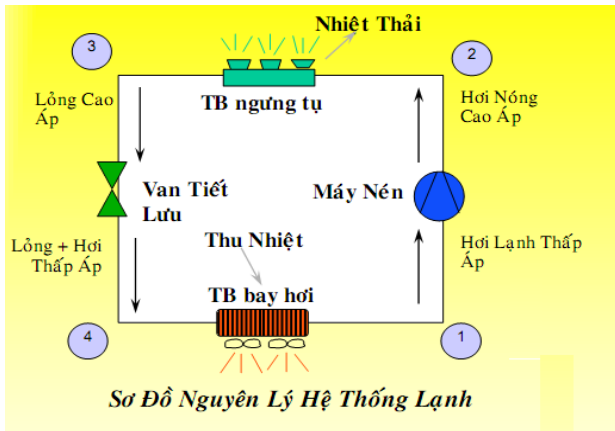 3
Nhiệt Thải
2
Lỏng Cao
Áp
TB ngưng tụ
Hơi Nóng
Cao Áp
Van Tiết
Lưu
Máy Nén
Lỏng + Hơi
Thấp Áp
Thu Nhiệt
Hơi Lạnh Thấp
Áp
TB bay hơi
4
1
Sơ Đồ Nguyên Lý Hệ Thống Lạnh